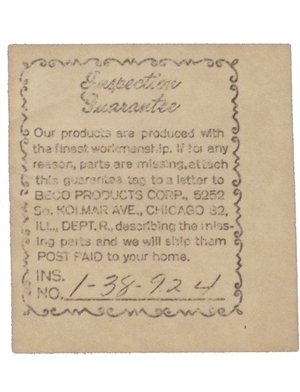 Inspection
Guarantee
Our products are produced with
the finest workmanship. If for any
reason, parts are missing, attach
this guarantee tag to a letter to
BECO PRODUCTS CORP., 5252
So. KOLMAR AVE., CHICAGO 32,
ILL., DEPT. R., describing the miss-
ing parts and we will ship them
POST PAID to your home.
INS.
NO. 1-38-924